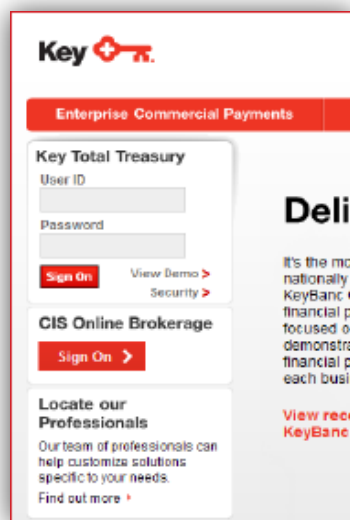 Key
Enterprise Commercial Payments
Key Total Treasury
User ID
Password
Sign On
View Demo >
Security >
CIS Online Brokerage
Sign On >
Locate our
Professionals
Our team of professionals can
help customize solutions
specific to your needs.
Find out more
Deli
It's the mo
nationally
KeyBanc
financial p
focused o
demonstra
financial p
each busi
View rece
KeyBanc